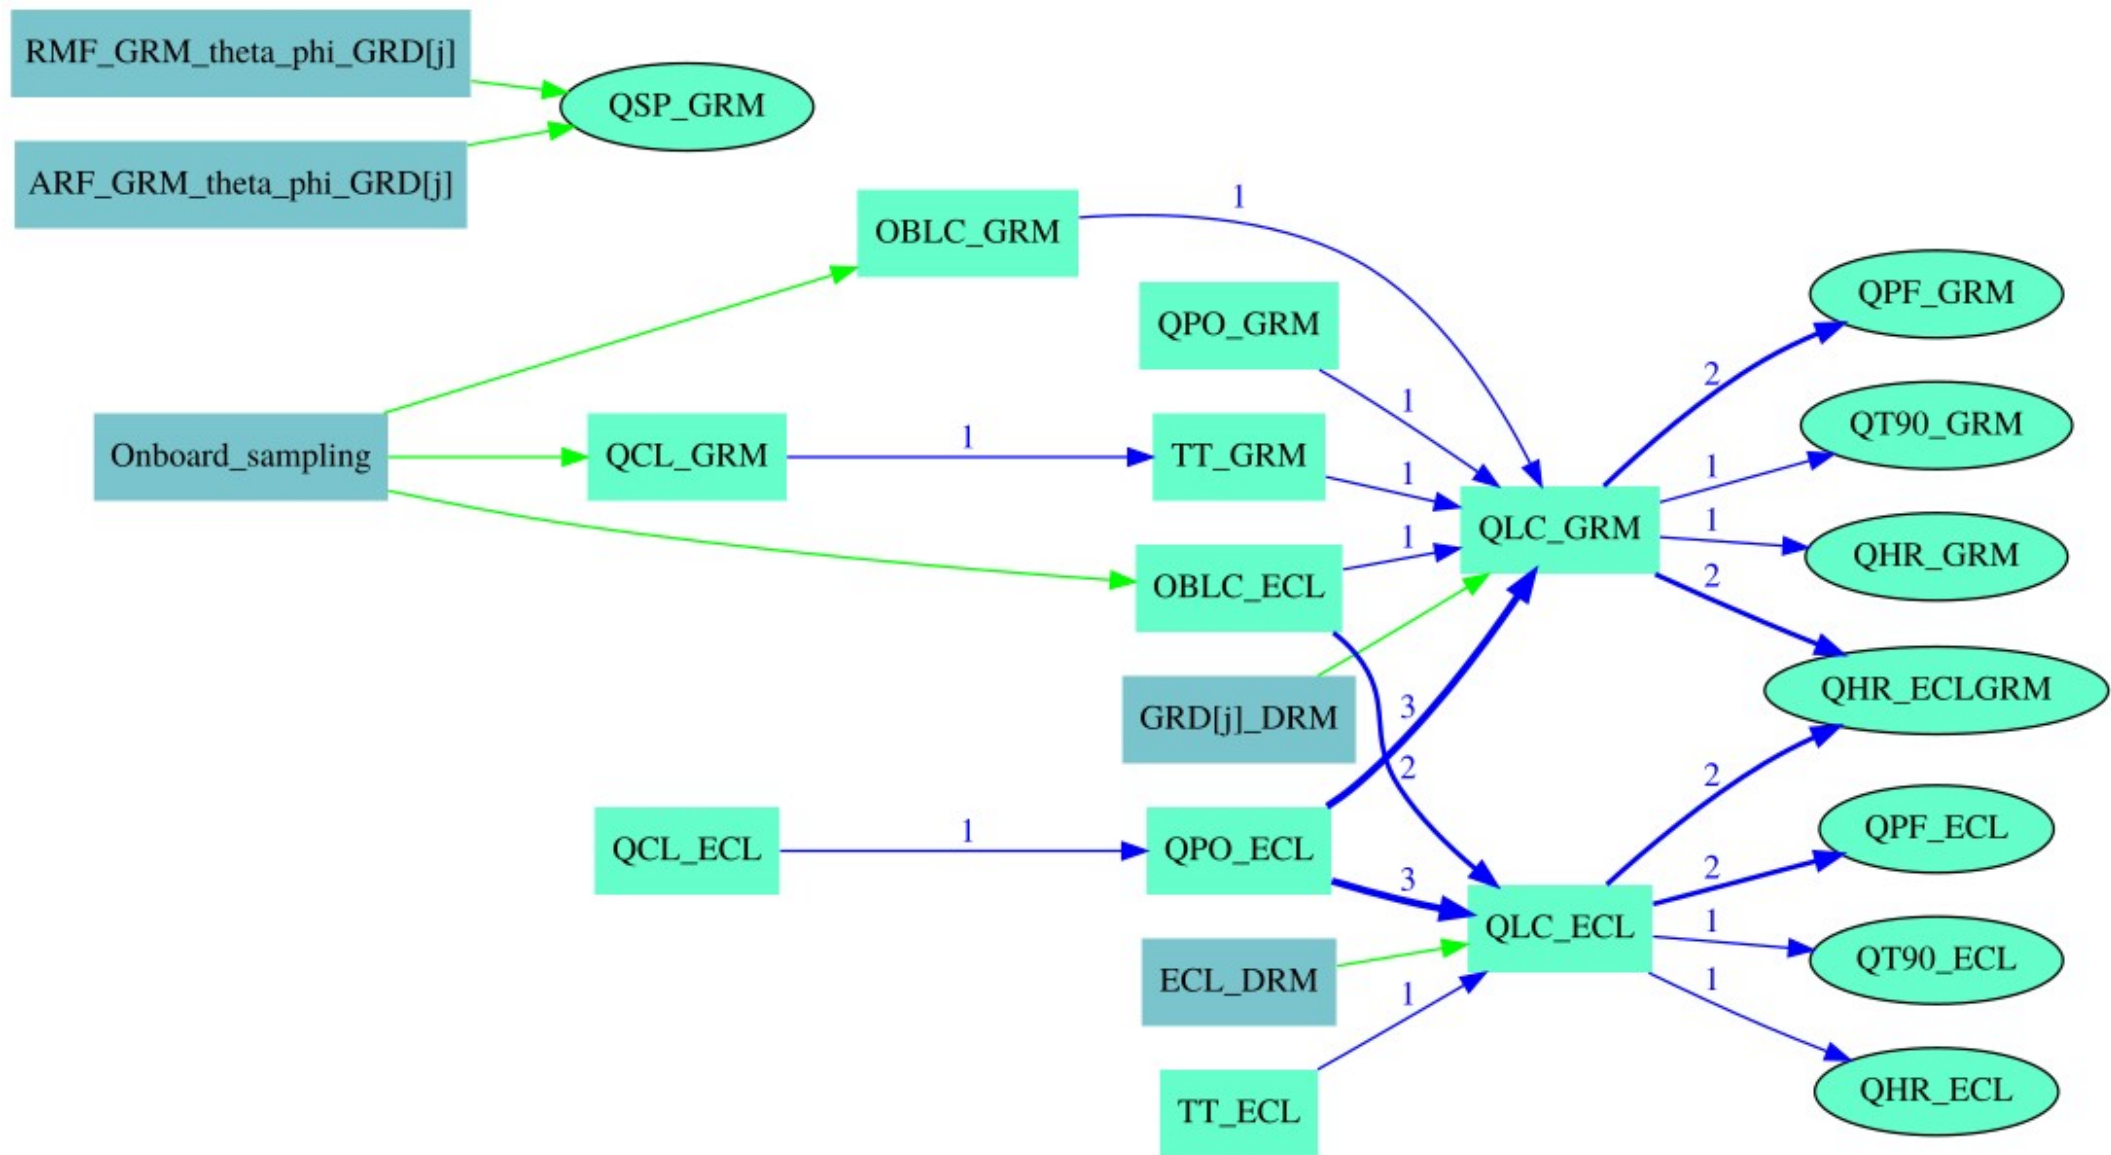 RMF_GRM_theta_phi_GRD[j]
QSP_GRM
ARF_GRM_theta_phi_GRD[j]
1
OBLC_GRM
QPF_GRM
QPO_GRM
2
1
QT90_GRM
Onboard_sampling
QCL_GRM
1
TT_GRM
1
1
QLC_GRM
1
QHR_GRM
1
OBLC_ECL
2
QHR_ECLGRM
GRD[j]_DRM
3
2
2
QPF_ECL
QCL_ECL
1
QPO_ECL
3
2
QLC_ECL
1
QT90_ECL
ECL_DRM
1
1
QHR_ECL
TT_ECL